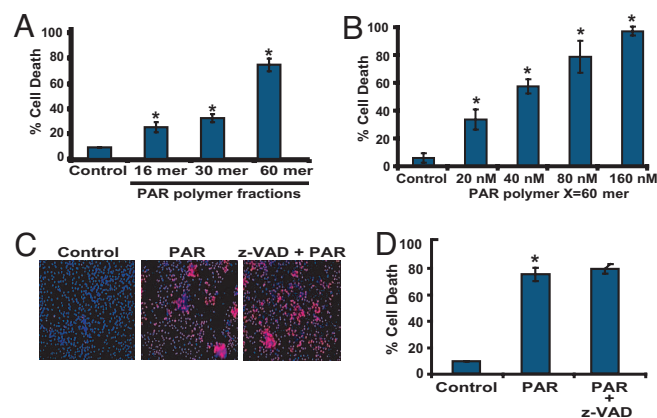 A
% Cell Death
100
80
60
40
20
0
*
*
*
Control 16 mer 30 mer 60 mer
PAR polymer fractions
B
% Cell Death
100
80
60
40
20
0
*
*
*
*
Control 20 nM 40 nM 80 nM 160 nM
PAR polymer X=60 mer
C
Control PAR z-VAD + PAR
D
% Cell Death
100
80
60
40
20
0
*
Control PAR PAR
+
z-VAD